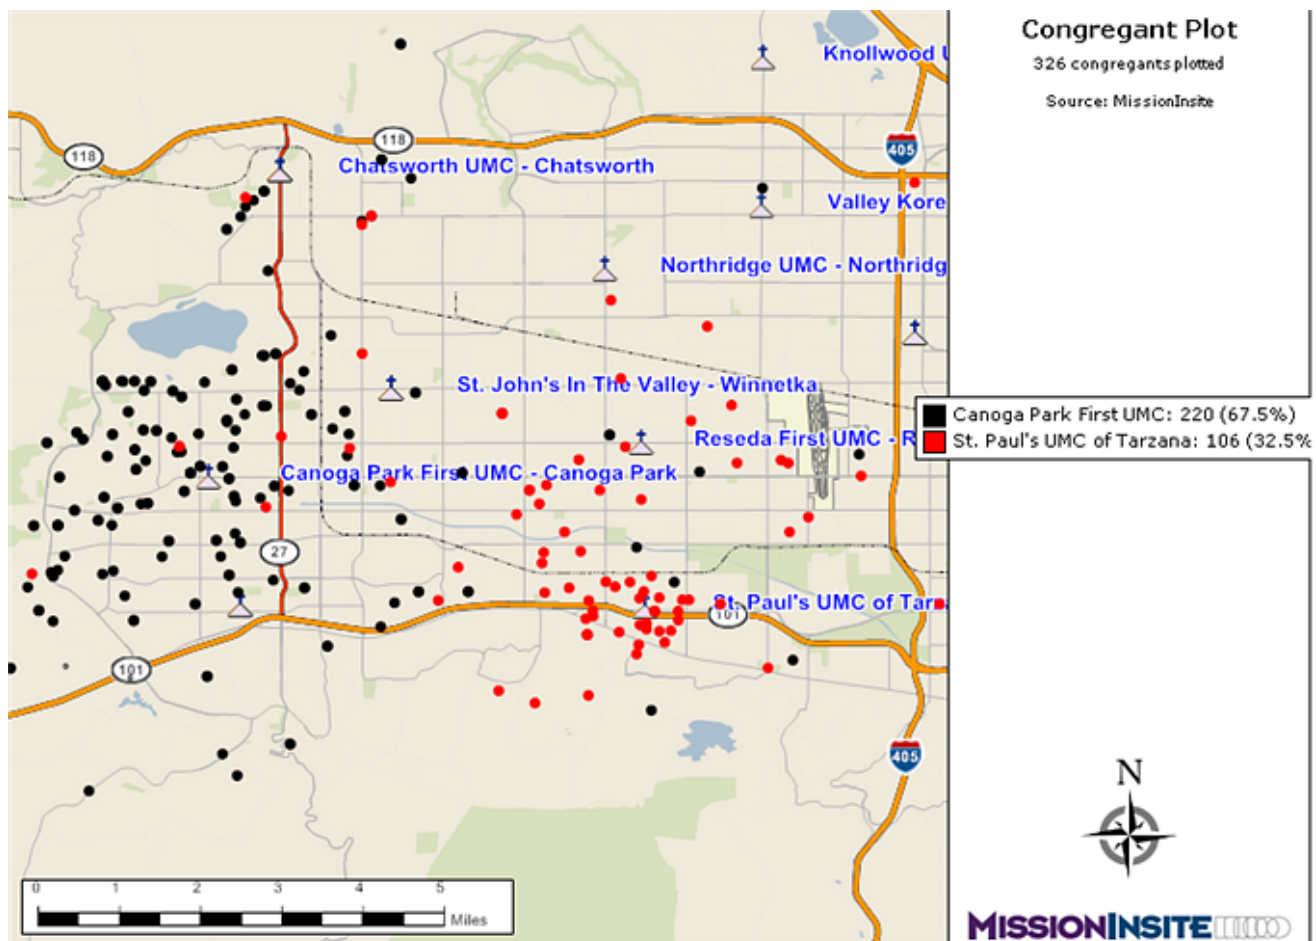 Congregant Plot
326 congregants plotted
Source: MissionInsite
Knollwood U
118
118
405
Chatsworth UMC - Chatsworth
Valley Kore
Northridge UMC - Northridg
St. John's In The Valley - Winnetka
Canoga Park First UMC: 220 (67.5%)
Reseda First UMC - R
St. Paul's UMC of Tarzana: 106 (32.5%
Canoga Park First UMC - Canoga Park
27
St. Paul's UMC of Tarza
101
101
405
N
0 1 2 3 4 5
Miles
MISSIONINSITE